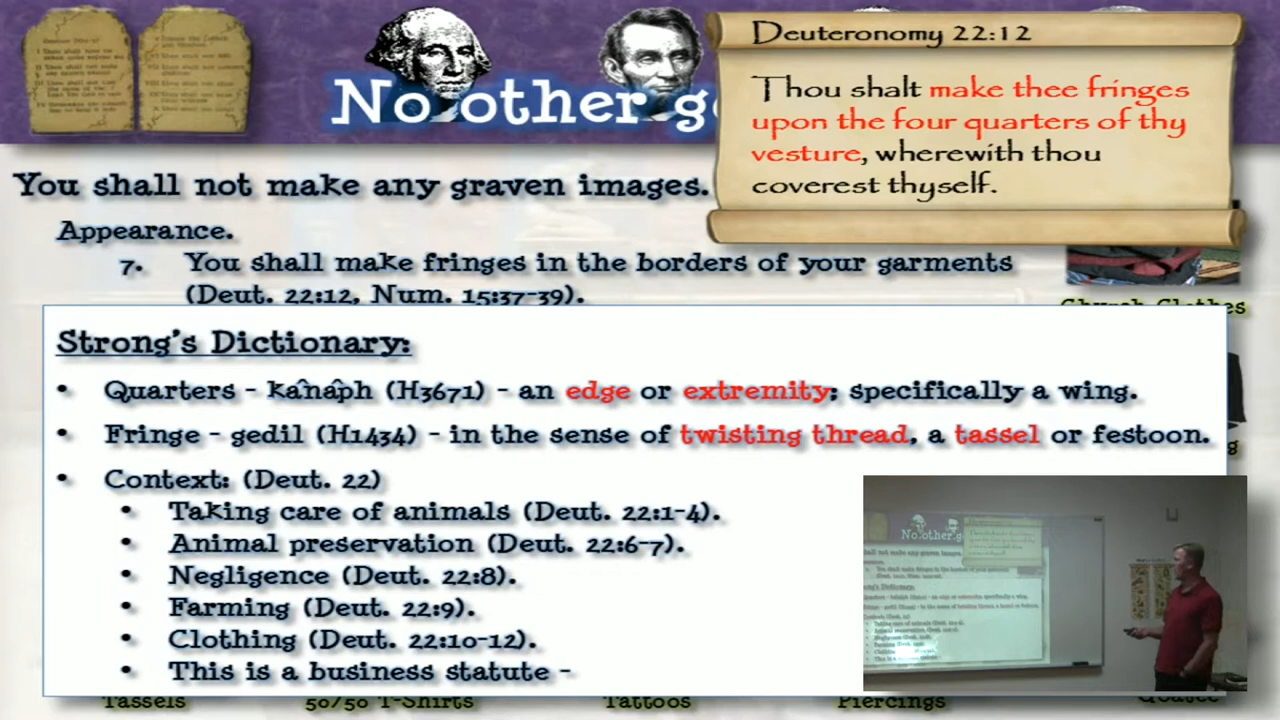 No other
Deuteronomy 22:12
Thou shalt make thee fringes
upon the four quarters of thy
vesture, wherewith thou
coverest thyself.
You shall not make any graven images.
Appearance.
7. You shall make fringes in the borders of your garments
(Deut. 22:12, Num. 15:37-39).
Church Clothes
Strong's Dictionary:
• Quarters - kânâph (H3671) - an edge or extremity; specifically a wing.
• Fringe - gedil (H1434) - in the sense of twisting thread, a tassel or festoon.
• Context: (Deut. 22)
• Taking care of animals (Deut. 22:1-4).
• Animal preservation (Deut. 22:6-7).
• Negligence (Deut. 22:8).
• Farming (Deut. 22:9).
• Clothing (Deut. 22:10-12).
• This is a business statute -
Tassels 50/50 T-Shirts Tattoos Piercings Goatee